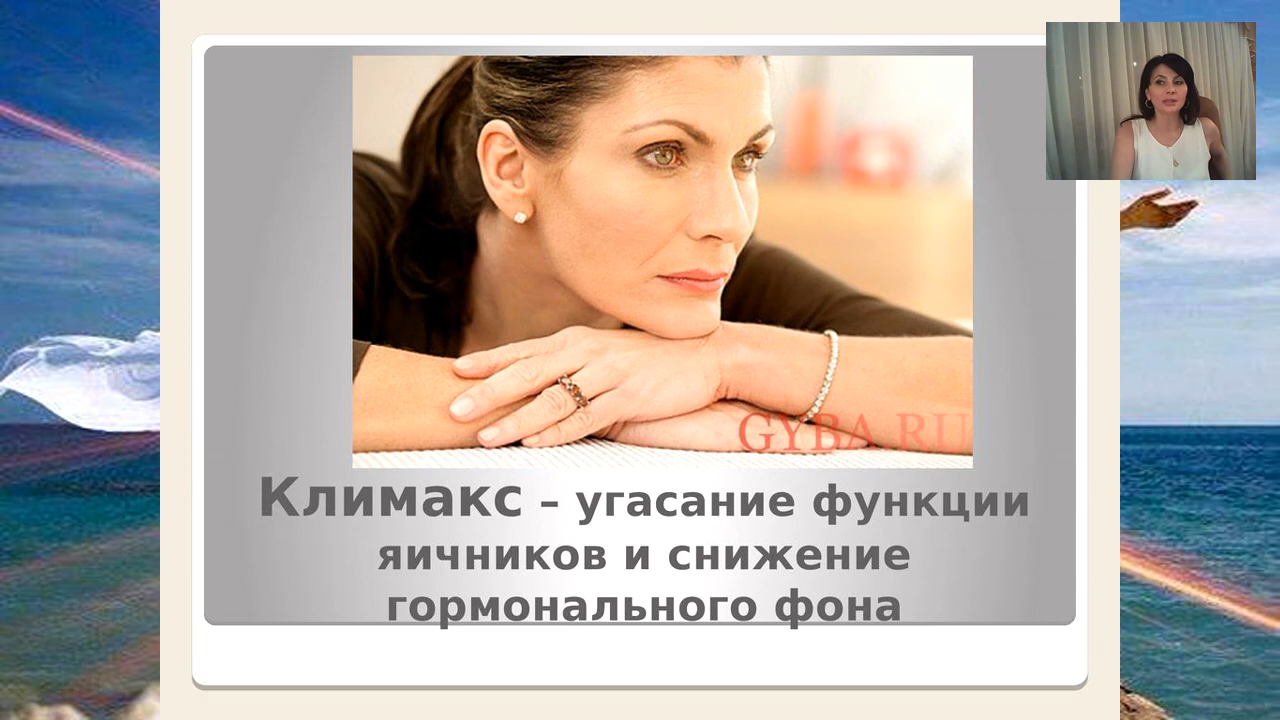 GYBA.RU
Климакс – угасание функции
яичников и снижение
гормонального фона